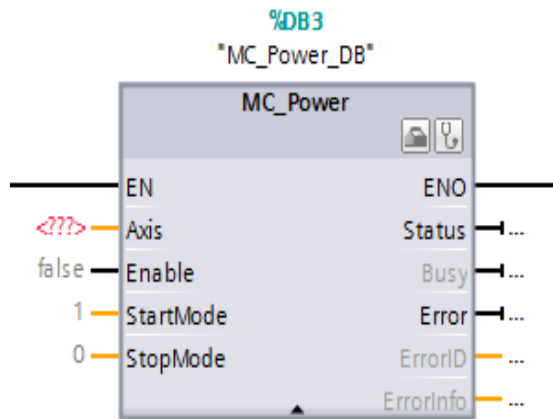 %DB3
"MC_Power_DB"
MC_Power
EN ENO
<???> Axis Status ...
false Enable Busy ...
1 StartMode Error ...
0 StopMode ErrorID ...
ErrorInfo ...